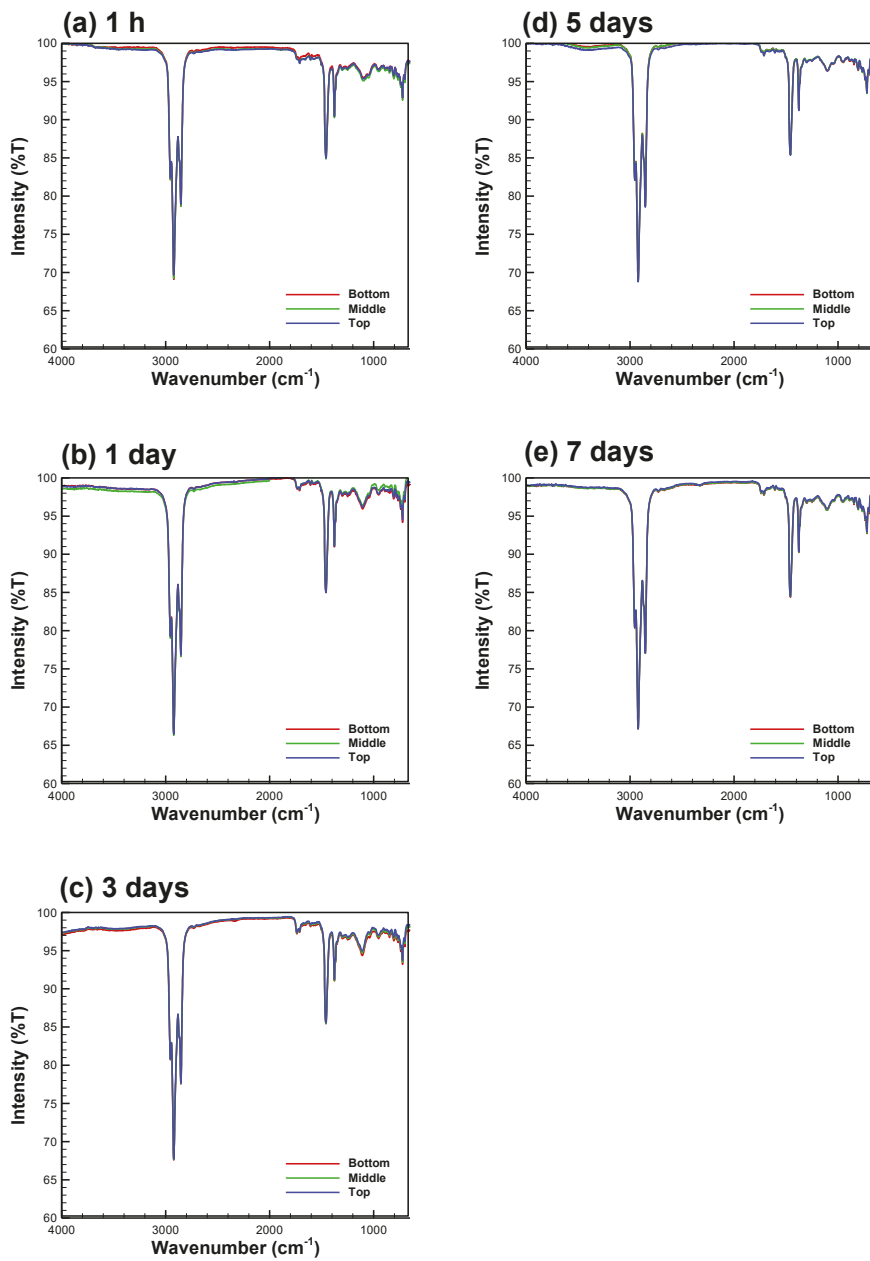 (a) 1 h
Intensity (%T)
100
95
90
85
80
75
70
65
60
Bottom
Middle
Top
4000 3000 2000 1000
Wavenumber (cm⁻¹)
(d) 5 days
Intensity (%T)
100
95
90
85
80
75
70
65
60
Bottom
Middle
Top
4000 3000 2000 1000
Wavenumber (cm⁻¹)
(b) 1 day
Intensity (%T)
100
95
90
85
80
75
70
65
60
Bottom
Middle
Top
4000 3000 2000 1000
Wavenumber (cm⁻¹)
(e) 7 days
Intensity (%T)
100
95
90
85
80
75
70
65
60
Bottom
Middle
Top
4000 3000 2000 1000
Wavenumber (cm⁻¹)
(c) 3 days
Intensity (%T)
100
95
90
85
80
75
70
65
60
Bottom
Middle
Top
4000 3000 2000 1000
Wavenumber (cm⁻¹)